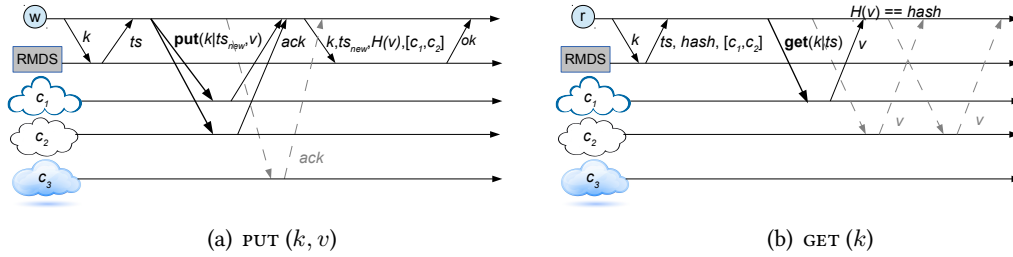 w
k
ts
put(k|ts_new, v)
ack
k,ts_new,H(v),[c_1,c_2]
ok
RMDS
c_1
c_2
ack
c_3
(a) PUT (k, v)
H(v) == hash
r
k
ts, hash, [c_1,c_2]
get(k|ts)
v
RMDS
c_1
c_2
v
v
c_3
(b) GET (k)